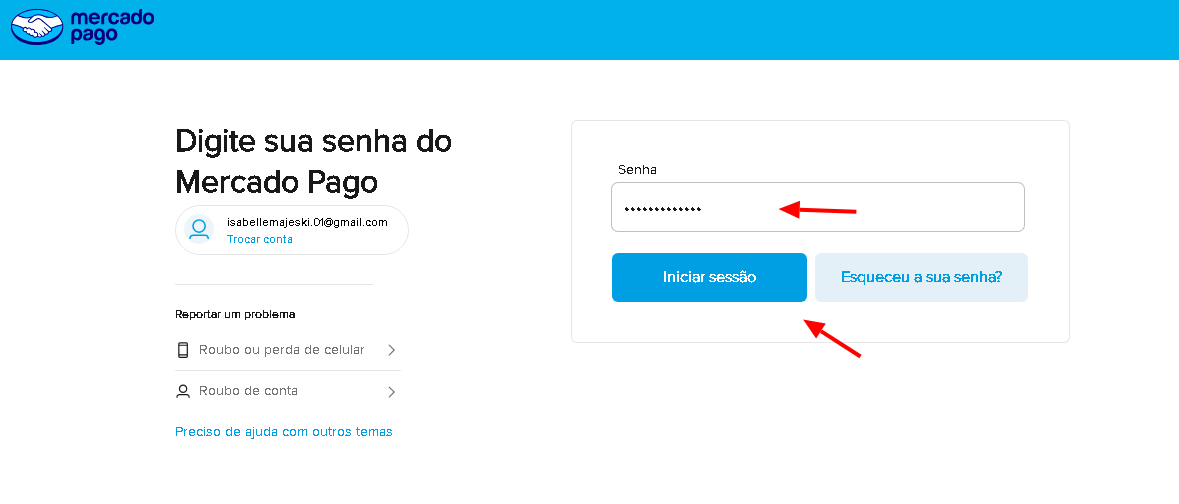 mercado
pago
Digite sua senha do
Mercado Pago
isabellemajeski.01@gmail.com
Trocar conta
Reportar um problema
Roubo ou perda de celular
Roubo de conta
Preciso de ajuda com outros temas
Senha
•••••••••••••
Iniciar sessão
Esqueceu a sua senha?